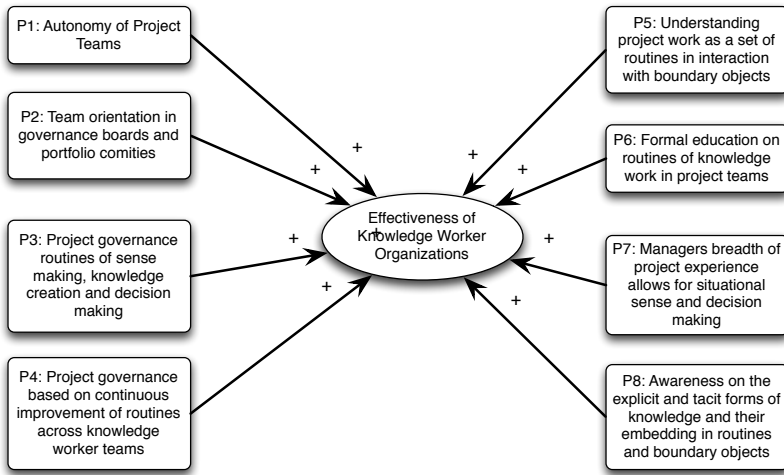 P1: Autonomy of Project
Teams
P2: Team orientation in
governance boards and
portfolio comities
P3: Project governance
routines of sense
making, knowledge
creation and decision
making
P4: Project governance
based on continuous
improvement of routines
across knowledge
worker teams
+
+
+
+
Effectiveness of
Knowledge Worker
Organizations
+
+
+
+
+
P5: Understanding
project work as a set of
routines in interaction
with boundary objects
P6: Formal education on
routines of knowledge
work in project teams
P7: Managers breadth of
project experience
allows for situational
sense and decision
making
P8: Awareness on the
explicit and tacit forms of
knowledge and their
embedding in routines
and boundary objects